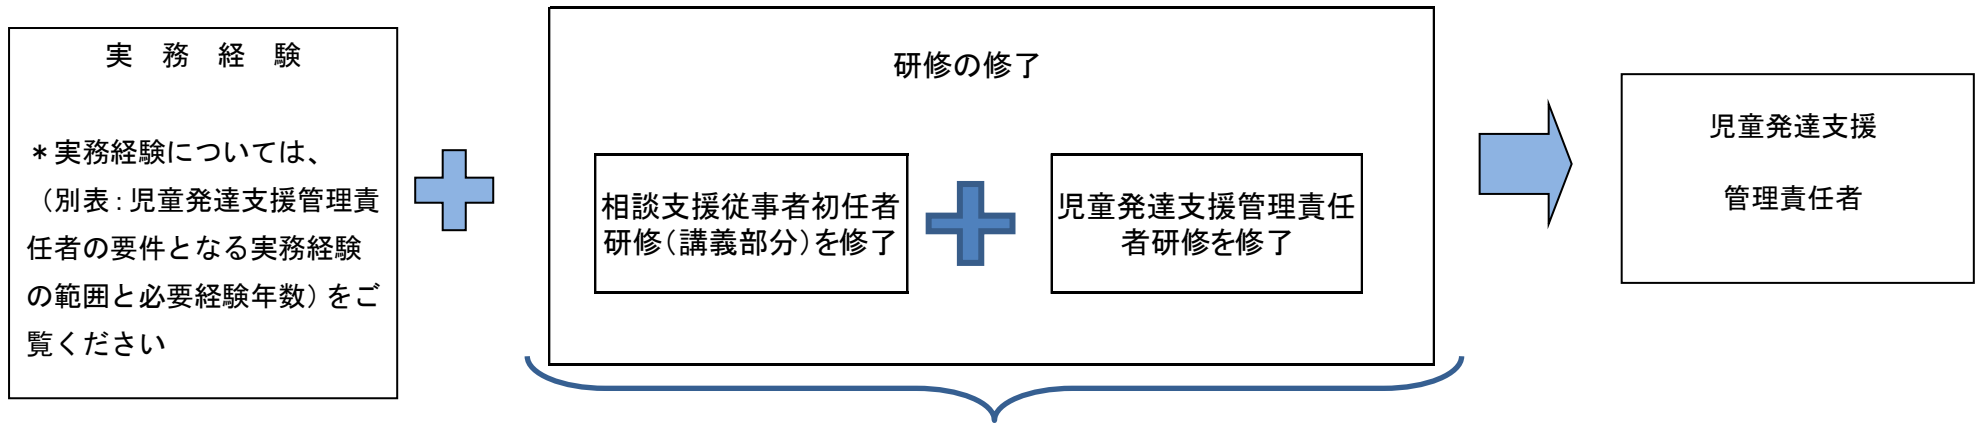 実　務　経　験
＊実務経験については、
（別表：児童発達支援管理責
任者の要件となる実務経験
の範囲と必要経験年数）をご
覧ください
研修の修了
相談支援従事者初任者
研修（講義部分）を修了
児童発達支援管理責任
者研修を修了
児童発達支援
管理責任者